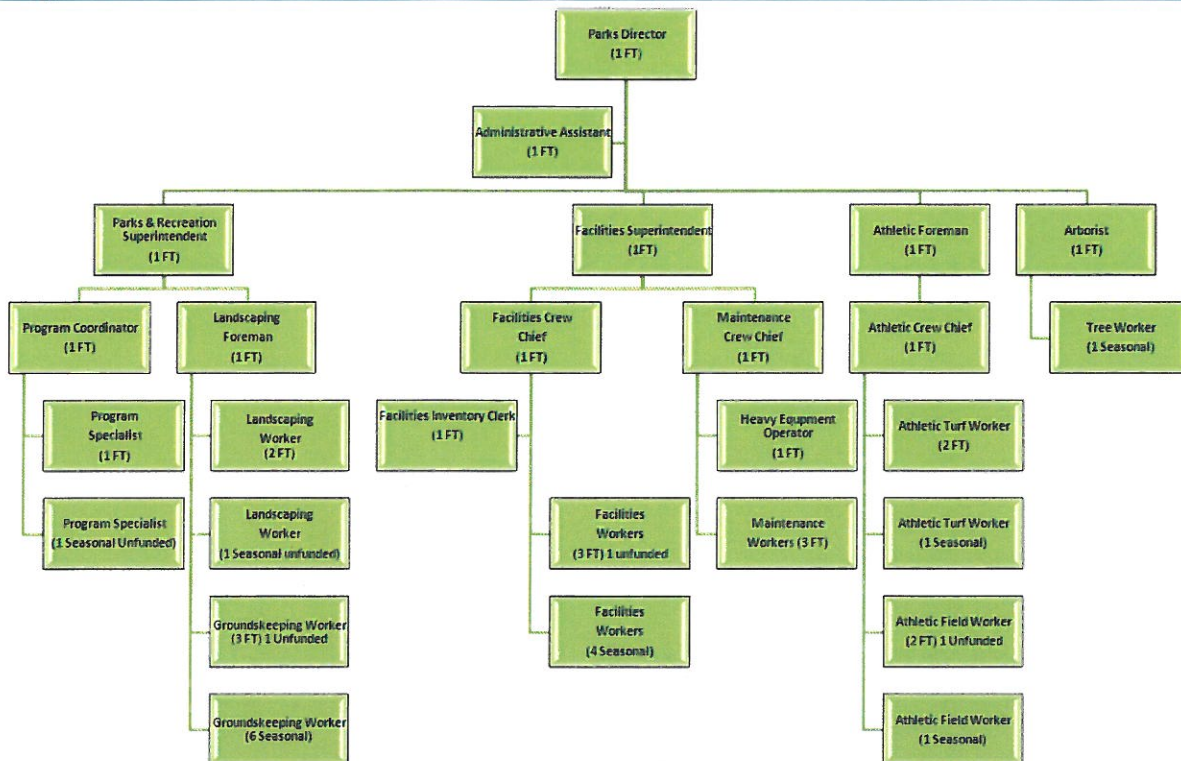 Parks Director
(1 FT)
Administrative Assistant
(1 FT)
Parks & Recreation
Superintendent
(1 FT)
Facilities Superintendent
(1FT)
Athletic Foreman
(1 FT)
Arborist
(1 FT)
Program Coordinator
(1 FT)
Landscaping
Foreman
(1 FT)
Facilities Crew
Chief
(1 FT)
Maintenance
Crew Chief
(1 FT)
Athletic Crew Chief
(1 FT)
Tree Worker
(1 Seasonal)
Program
Specialist
(1 FT)
Landscaping
Worker
(2 FT)
Facilities Inventory Clerk
(1 FT)
Heavy Equpment
Operator
(1 FT)
Athletic Turf Worker
(2 FT)
Program Specialist
(1 Seasonal Unfunded)
Landscaping
Worker
(1 Seasonal unfunded)
Facilities
Workers
(3 FT) 1 unfunded
Maintenance
Workers (3 FT)
Athletic Turf Worker
(1 Seasonal)
Groundskeeping Worker
(3 FT) 1 Unfunded
Facilities
Workers
(4 Seasonal)
Athletic Field Worker
(2 FT) 1 Unfunded
Groundskeeping Worker
(6 Seasonal)
Athletic Field Worker
(1 Seasonal)